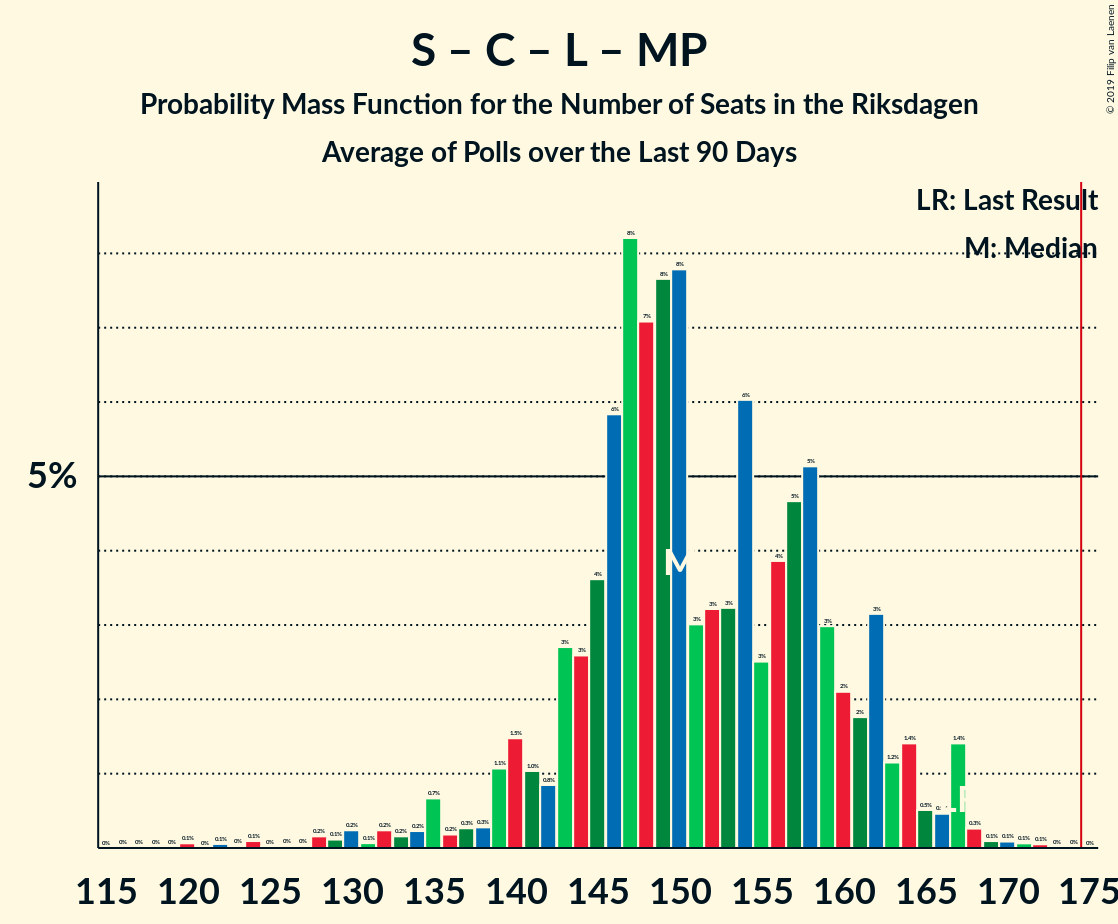 S – C – L – MP
Probability Mass Function for the Number of Seats in the Riksdagen
Average of Polls over the Last 90 Days
© 2019 Filip van Laenen
LR: Last Result
M: Median
5%
M
0% 0% 0% 0% 0% 0.1% 0% 0.1% 0% 0.1% 0% 0% 0% 0.2% 0.1% 0.2% 0.1% 0.2% 0.2% 0.2% 0.7% 0.2% 0.3% 0.3% 1.1% 1.5% 1.0% 0.8% 3% 3% 4% 6% 8% 7% 8% 8% 3% 3% 3% 6% 3% 4% 5% 5% 3% 2% 2% 3% 1.2% 1.4% 0.5% 1.4% 0.3% 0.1% 0.1% 0.1% 0.1% 0% 0% 0%
115 120 125 130 135 140 145 150 155 160 165 170 175